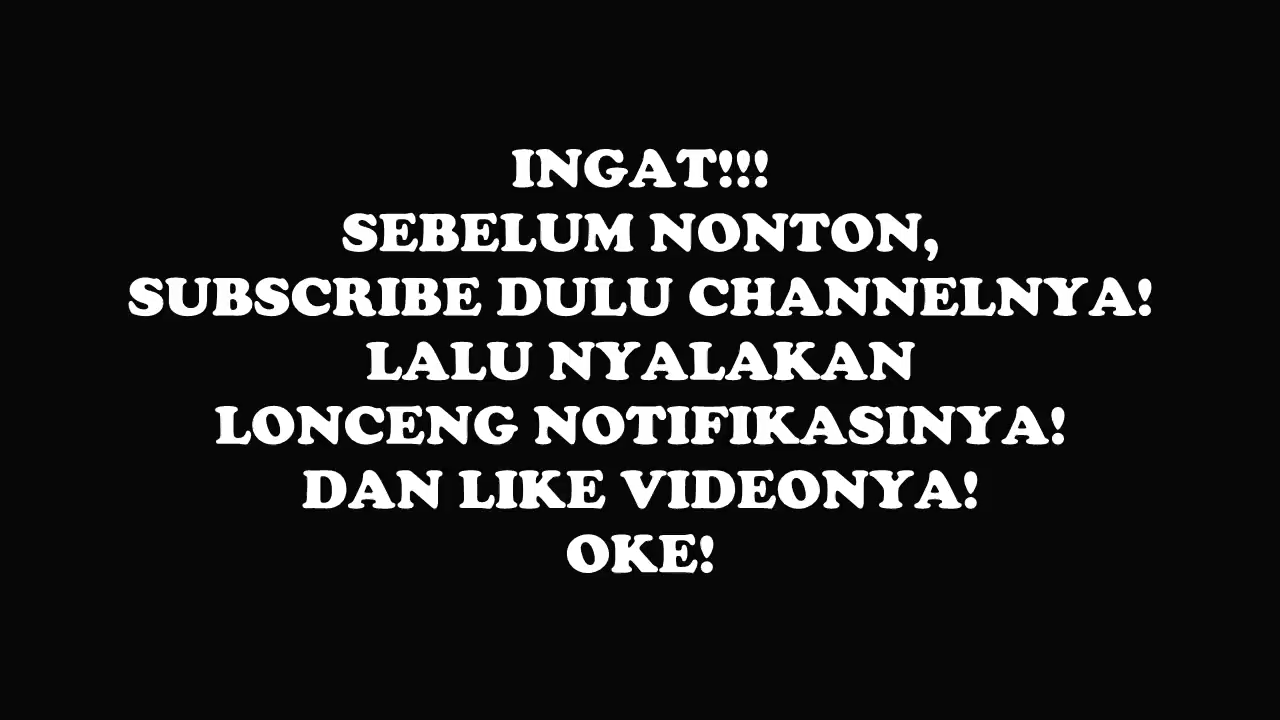 INGAT!!!
SEBELUM NONTON,
SUBSCRIBE DULU CHANNELNYA!
LALU NYALAKAN
LONCENG NOTIFIKASINYA!
DAN LIKE VIDEONYA!
OKE!